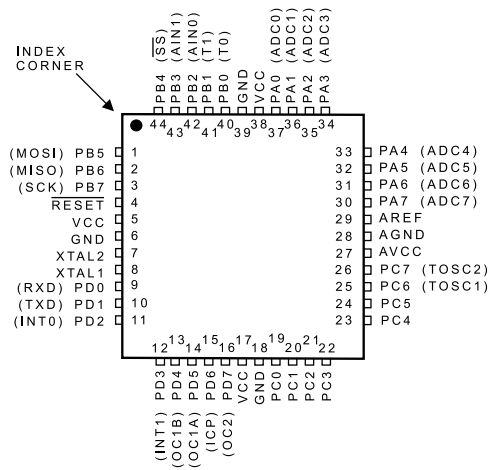 INDEX
CORNER
PB4 (SS)
PB3 (AIN1)
PB2 (AIN0)
PB1 (T1)
PB0 (T0)
GND
VCC
PA0 (ADC0)
PA1 (ADC1)
PA2 (ADC2)
PA3 (ADC3)
44 43 42 41 40 39 38 37 36 35 34
(MOSI) PB5 1
(MISO) PB6 2
(SCK) PB7 3
RESET 4
VCC 5
GND 6
XTAL2 7
XTAL1 8
(RXD) PD0 9
(TXD) PD1 10
(INT0) PD2 11
33 PA4 (ADC4)
32 PA5 (ADC5)
31 PA6 (ADC6)
30 PA7 (ADC7)
29 AREF
28 AGND
27 AVCC
26 PC7 (TOSC2)
25 PC6 (TOSC1)
24 PC5
23 PC4
12 13 14 15 16 17 18 19 20 21 22
(INT1) PD3
(OC1B) PD4
(OC1A) PD5
(ICP) PD6
(OC2) PD7
VCC
GND
PC0
PC1
PC2
PC3